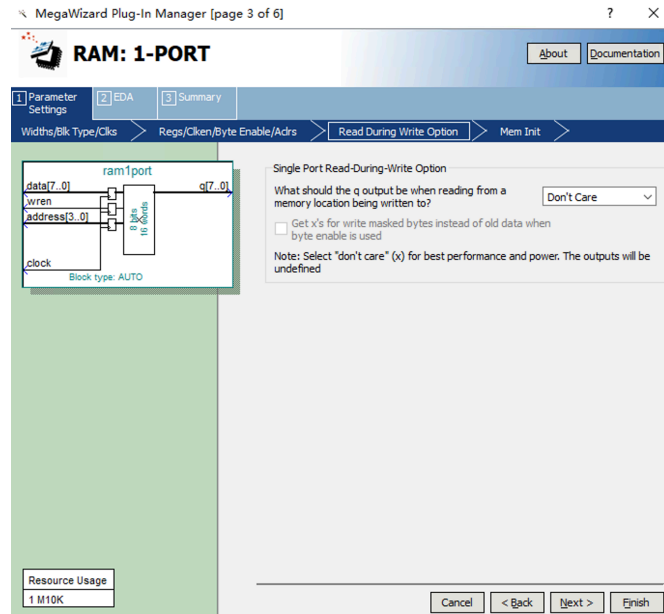 MegaWizard Plug-In Manager [page 3 of 6]
? ×
RAM: 1-PORT
About Documentation
1 Parameter Settings 2 EDA 3 Summary
Widths/Blk Type/Clks Regs/Clken/Byte Enable/Aclrs Read During Write Option Mem Init
ram1port
data[7..0] q[7..0]
wren
address[3..0]
8 bits
16 words
clock
Block type: AUTO
Single Port Read-During-Write Option
What should the q output be when reading from a
memory location being written to?
Don't Care
Get x's for write masked bytes instead of old data when
byte enable is used
Note: Select "don't care" (x) for best performance and power. The outputs will be
undefined
Resource Usage
1 M10K
Cancel < Back Next > Finish